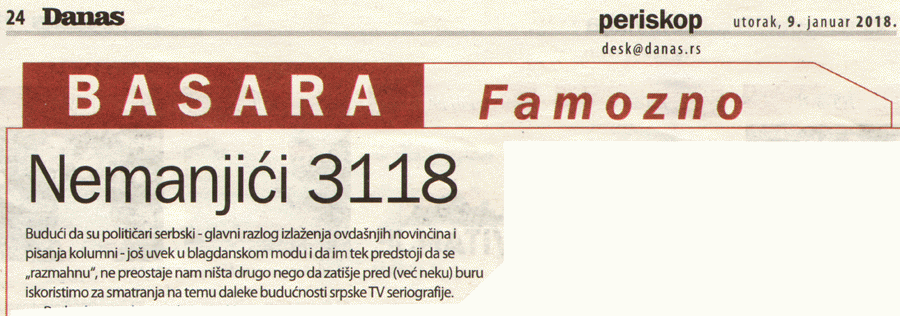 24 Danas periskop utorak, 9. januar 2018.
desk@danas.rs
BASARA Famozno
Nemanjići 3118
Budući da su političari serbski - glavni razlog izlaženja ovdašnjih novinčina i
pisanja kolumni - još uvek u blagdanskom modu i da im tek predstoji da se
„razmahnu“, ne preostaje nam ništa drugo nego da zatišje pred (već neku) buru
iskoristimo za smatranja na temu daleke budućnosti srpske TV seriografije.